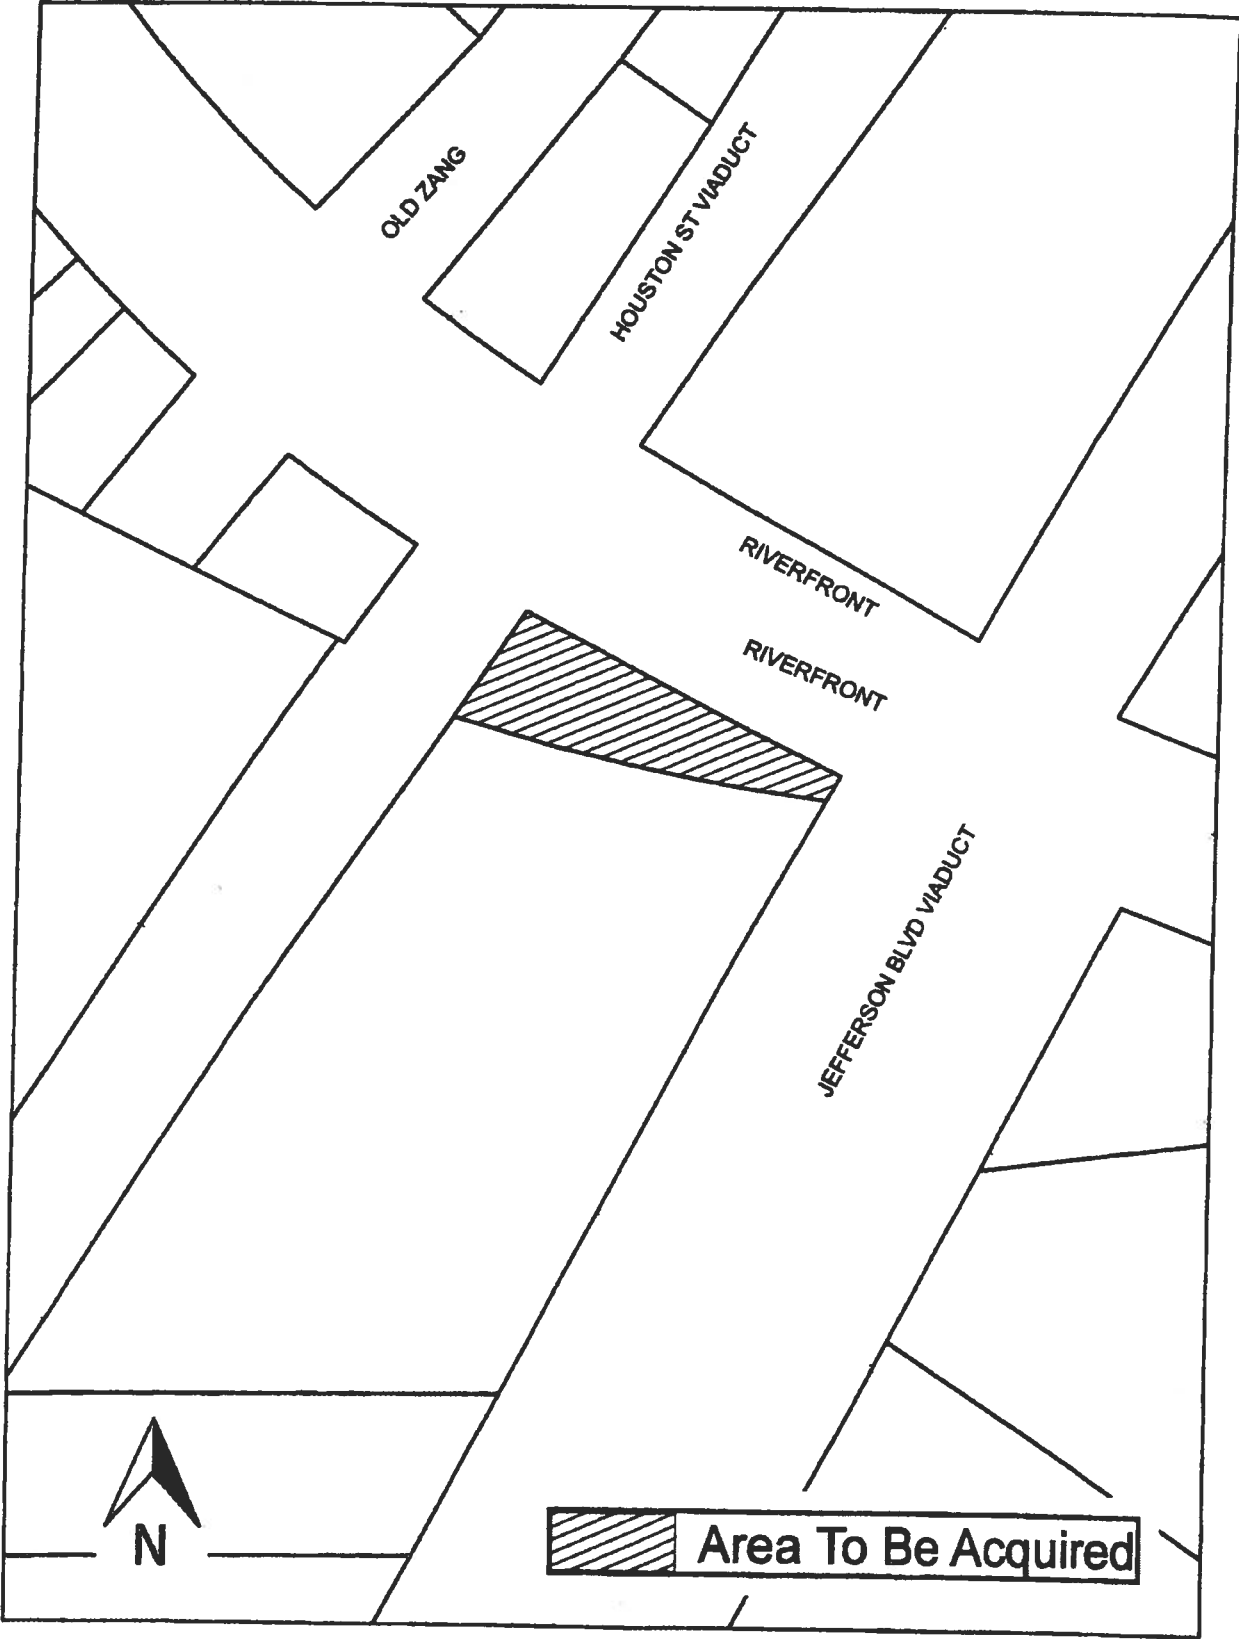 OLD ZANG
HOUSTON ST VIADUCT
RIVERFRONT
RIVERFRONT
JEFFERSON BLVD VIADUCT
N
Area To Be Acquired